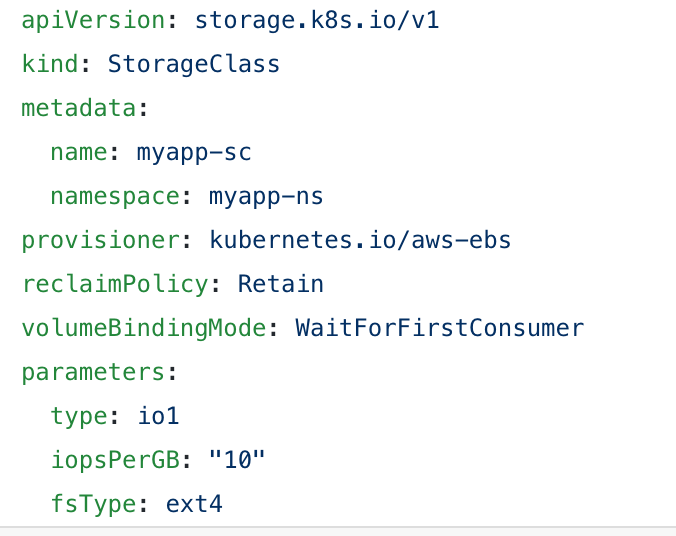 apiVersion: storage.k8s.io/v1
kind: StorageClass
metadata:
  name: myapp-sc
  namespace: myapp-ns
provisioner: kubernetes.io/aws-ebs
reclaimPolicy: Retain
volumeBindingMode: WaitForFirstConsumer
parameters:
  type: io1
  iopsPerGB: "10"
  fsType: ext4